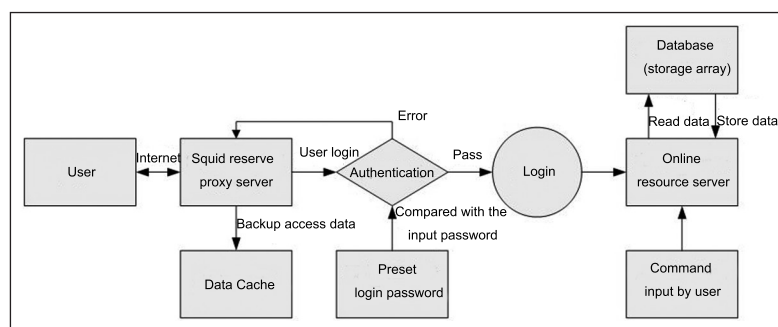 Database
(storage array)
Error
Read data
Store data
User
Internet
Squid reserve
proxy server
User login
Authentication
Pass
Login
Online
resource server
Compared with the
input password
Backup access data
Data Cache
Preset
login password
Command
input by user